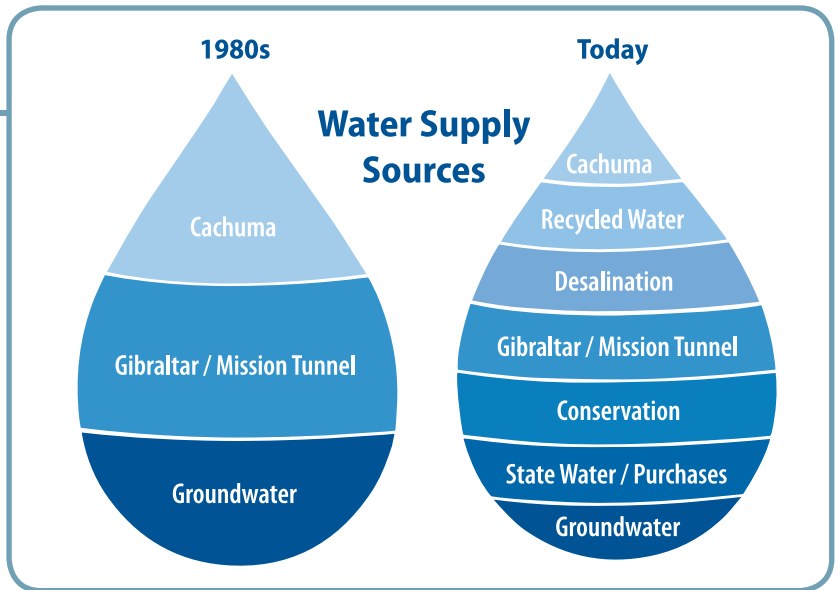 1980s
Cachuma
Gibraltar / Mission Tunnel
Groundwater
Water Supply
Sources
Today
Cachuma
Recycled Water
Desalination
Gibraltar / Mission Tunnel
Conservation
State Water / Purchases
Groundwater